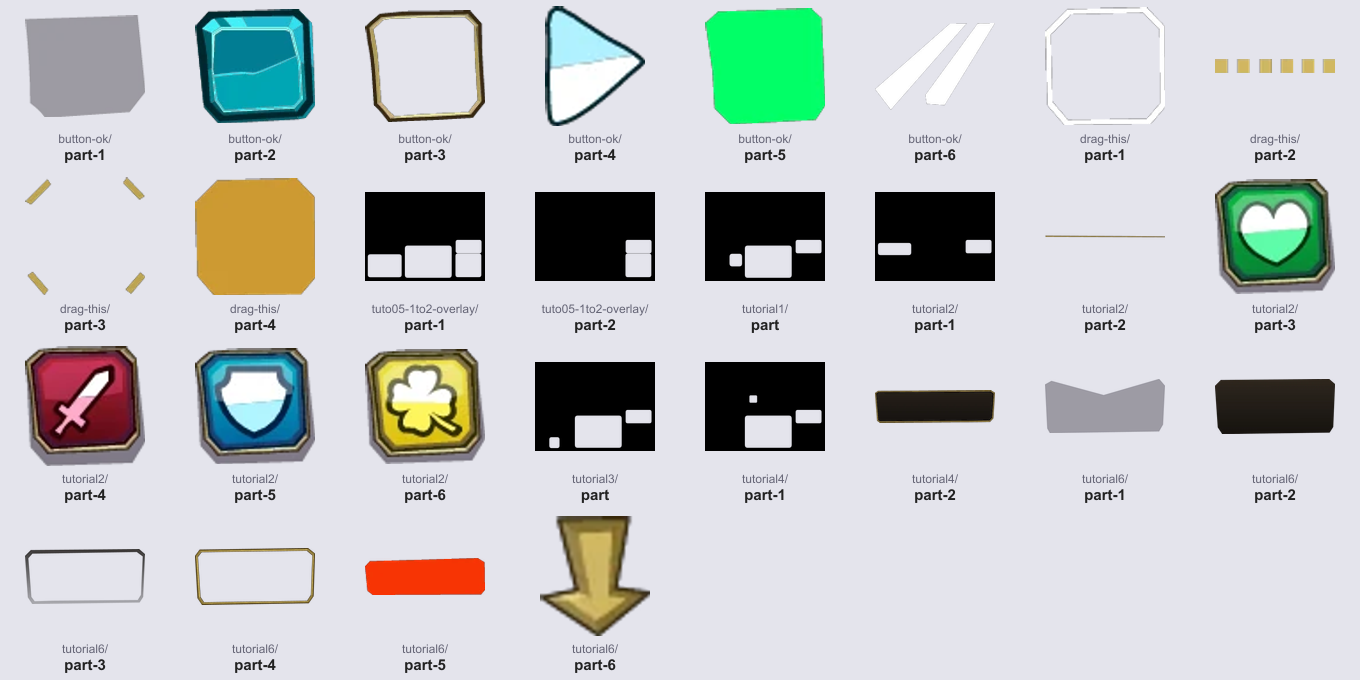 button-ok/
part-1
button-ok/
part-2
button-ok/
part-3
button-ok/
part-4
button-ok/
part-5
button-ok/
part-6
drag-this/
part-1
drag-this/
part-2
drag-this/
part-3
drag-this/
part-4
tuto05-1to2-overlay/
part-1
tuto05-1to2-overlay/
part-2
tutorial1/
part
tutorial2/
part-1
tutorial2/
part-2
tutorial2/
part-3
tutorial2/
part-4
tutorial2/
part-5
tutorial2/
part-6
tutorial3/
part
tutorial4/
part-1
tutorial4/
part-2
tutorial6/
part-1
tutorial6/
part-2
tutorial6/
part-3
tutorial6/
part-4
tutorial6/
part-5
tutorial6/
part-6